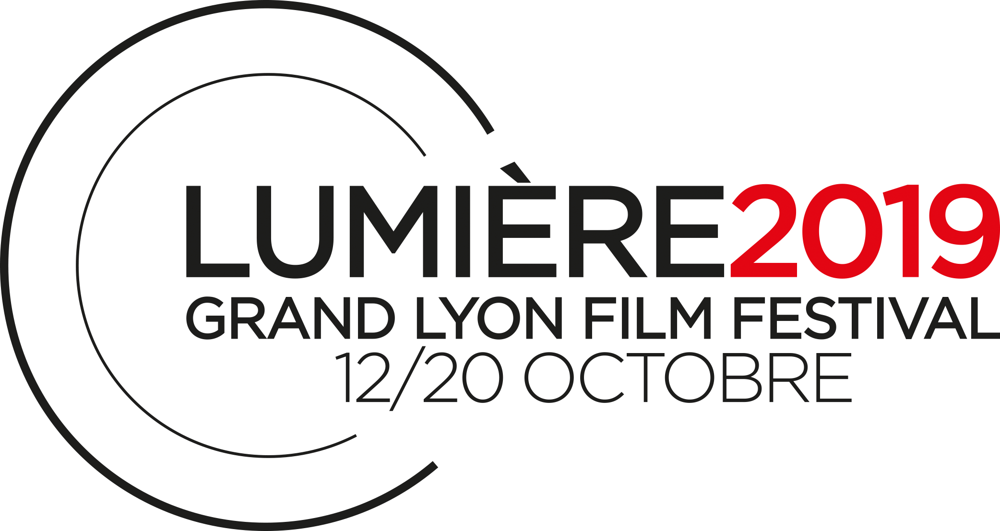 LUMIÈRE2019
GRAND LYON FILM FESTIVAL
12/20 OCTOBRE